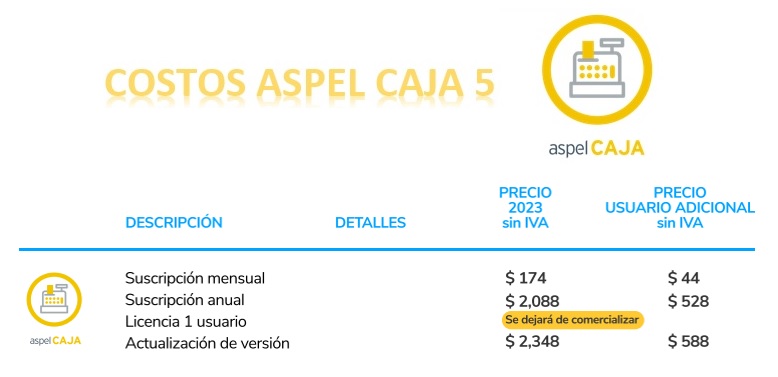 COSTOS ASPEL CAJA 5
aspel CAJA
DESCRIPCIÓN
DETALLES
PRECIO
2023
sin IVA
PRECIO
USUARIO ADICIONAL
sin IVA
aspel CAJA
Suscripción mensual $ 174 $ 44
Suscripción anual $ 2,088 $ 528
Licencia 1 usuario Se dejará de comercializar
Actualización de versión $ 2,348 $ 588